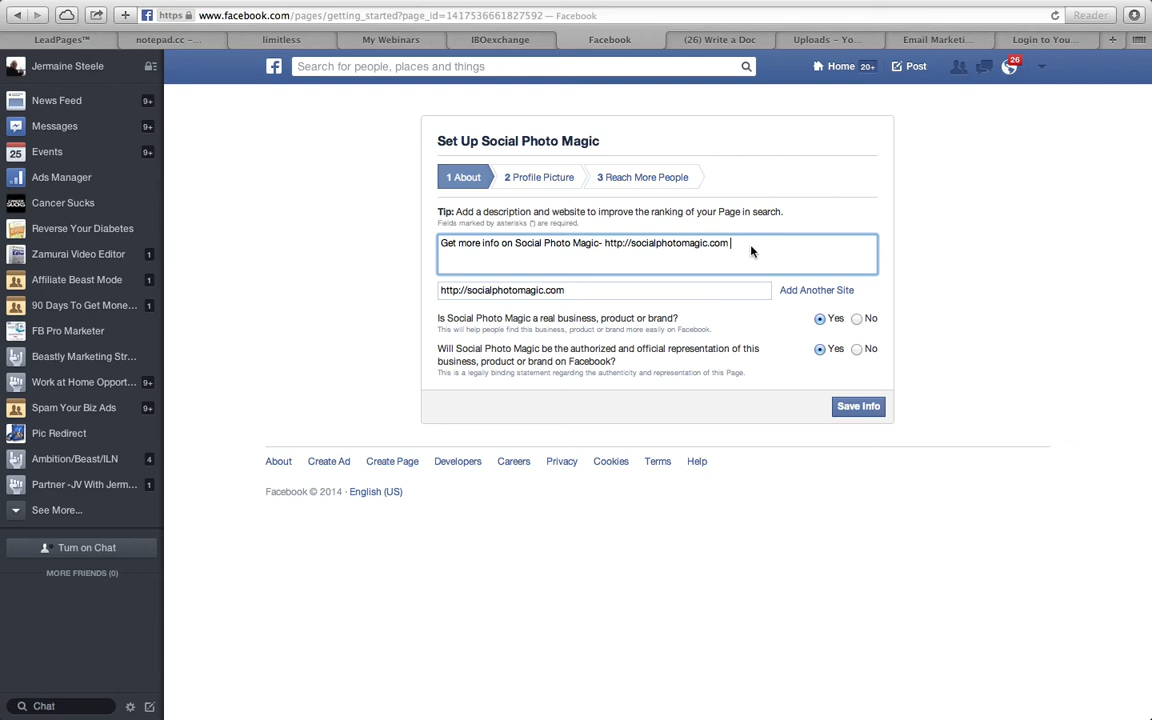 https www.facebook.com/pages/getting_started?page_id=1417536661827592 — Facebook
Reader
LeadPages™
notepad.cc –...
limitless
My Webinars
IBOexchange
Facebook
(26) Write a Doc
Uploads – Yo...
Email Marketi...
Login to You...
Jermaine Steele
Search for people, places and things
Home 20+
Post
26
News Feed 9+
Messages 9+
25 Events 9+
Ads Manager
Cancer Sucks
Reverse Your Diabetes
Zamurai Video Editor 1
Affiliate Beast Mode 1
90 Days To Get Mone... 1
FB Pro Marketer
Beastly Marketing Str...
Work at Home Opport... 9+
Spam Your Biz Ads 9+
Pic Redirect
Ambition/Beast/ILN 4
Partner -JV With Jerm... 1
See More...
Turn on Chat
MORE FRIENDS (0)
Chat
Set Up Social Photo Magic
1 About
2 Profile Picture
3 Reach More People
Tip: Add a description and website to improve the ranking of your Page in search.
Fields marked by asterisks (*) are required.
Get more info on Social Photo Magic- http://socialphotomagic.com
http://socialphotomagic.com
Add Another Site
Is Social Photo Magic a real business, product or brand?
Yes No
This will help people find this business, product or brand more easily on Facebook.
Will Social Photo Magic be the authorized and official representation of this
business, product or brand on Facebook?
Yes No
This is a legally binding statement regarding the authenticity and representation of this Page.
Save Info
About Create Ad Create Page Developers Careers Privacy Cookies Terms Help
Facebook © 2014 · English (US)